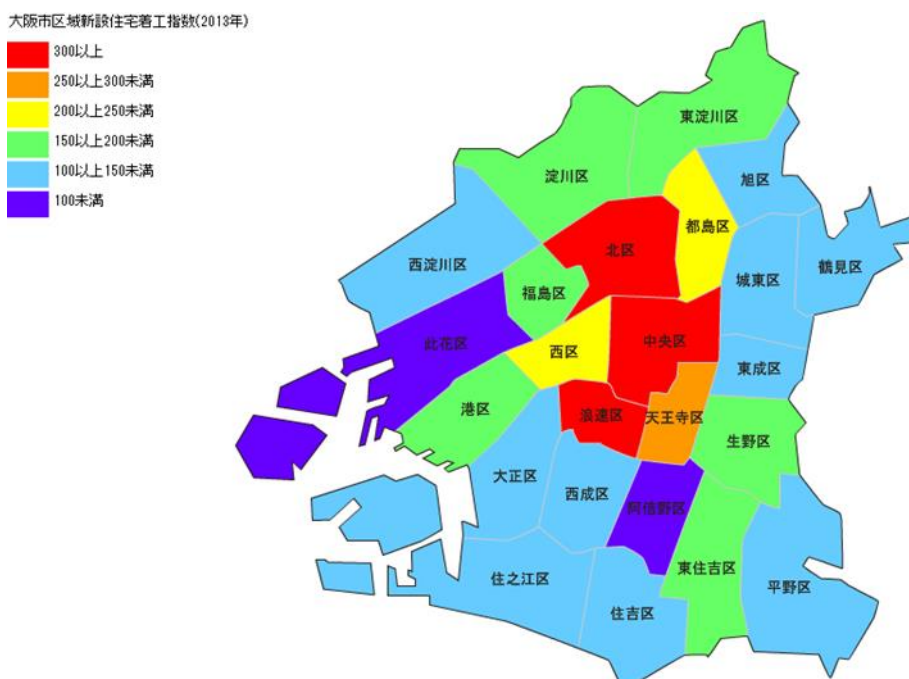 大阪市区域新設住宅着工指数(2013年)
300以上
250以上300未満
200以上250未満
150以上200未満
100以上150未満
100未満
東淀川区
淀川区
旭区
都島区
北区
西淀川区
鶴見区
城東区
福島区
此花区
中央区
西区
東成区
港区
浪速区
天王寺区
生野区
大正区
西成区
阿倍野区
東住吉区
住之江区
平野区
住吉区